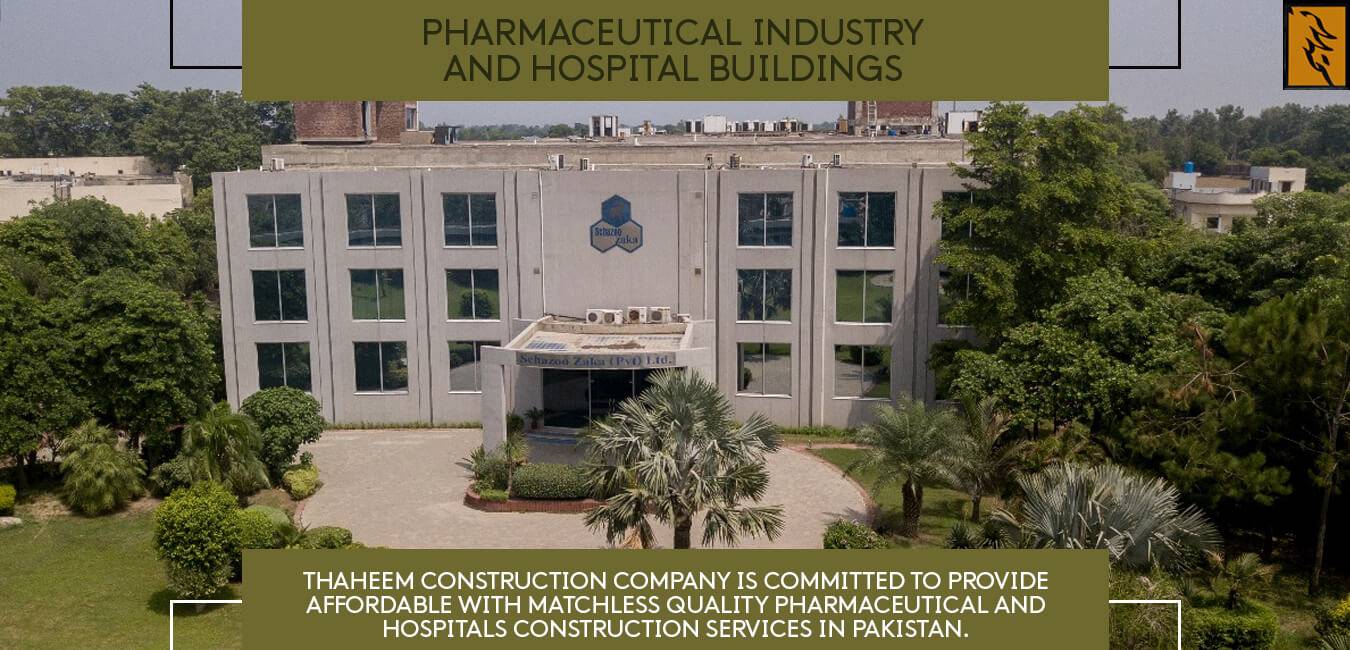 PHARMACEUTICAL INDUSTRY
AND HOSPITAL BUILDINGS
Schazoo
Zaka
Schazoo Zaka (Pvt) Ltd.
THAHEEM CONSTRUCTION COMPANY IS COMMITTED TO PROVIDE
AFFORDABLE WITH MATCHLESS QUALITY PHARMACEUTICAL AND
HOSPITALS CONSTRUCTION SERVICES IN PAKISTAN.